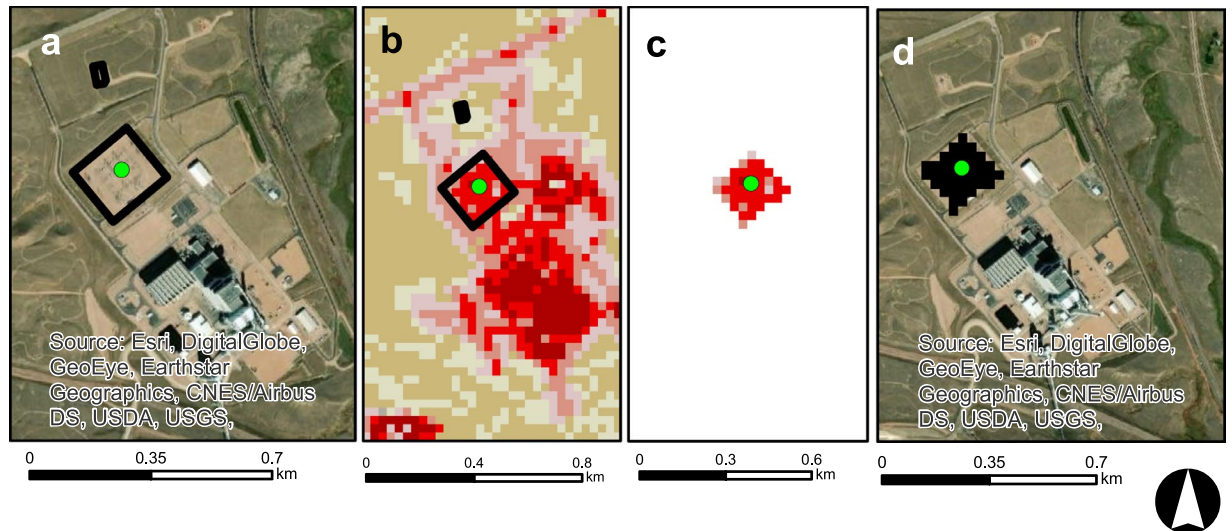 a
b
c
d
Source: Esri, DigitalGlobe,
GeoEye, Earthstar
Geographics, CNES/Airbus
DS, USDA, USGS,
Source: Esri, DigitalGlobe,
GeoEye, Earthstar
Geographics, CNES/Airbus
DS, USDA, USGS,
0 0.35 0.7
km
0 0.4 0.8
km
0 0.3 0.6
km
0 0.35 0.7
km